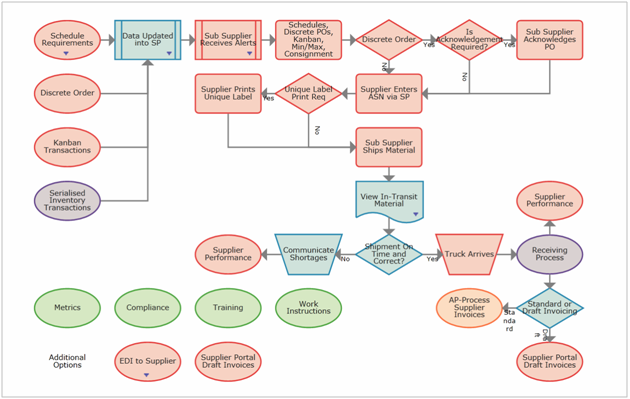 Schedule
Requirements
Data Updated
into SP
Sub Supplier
Receives Alerts
Schedules,
Discrete POs,
Kanban,
Min/Max,
Consignment
Discrete Order
Yes
Is
Acknowledgement
Required?
Yes
Sub Supplier
Acknowledges
PO
No
No
Discrete Order
Supplier Prints
Unique Label
Yes
Unique Label
Print Req
Supplier Enters
ASN via SP
No
Kanban
Transactions
Sub Supplier
Ships Material
Serialised
Inventory
Transactions
View In-Transit
Material
Supplier
Performance
Supplier
Performance
Communicate
Shortages
No
Shipment On
Time and
Correct?
Yes
Truck Arrives
Receiving
Process
Metrics
Compliance
Training
Work
Instructions
AP-Process
Supplier
Invoices
Sta
nda
rd
Standard or
Draft Invoicing
Additional
Options
EDI to Supplier
Supplier Portal
Draft Invoices
Supplier Portal
Draft Invoices